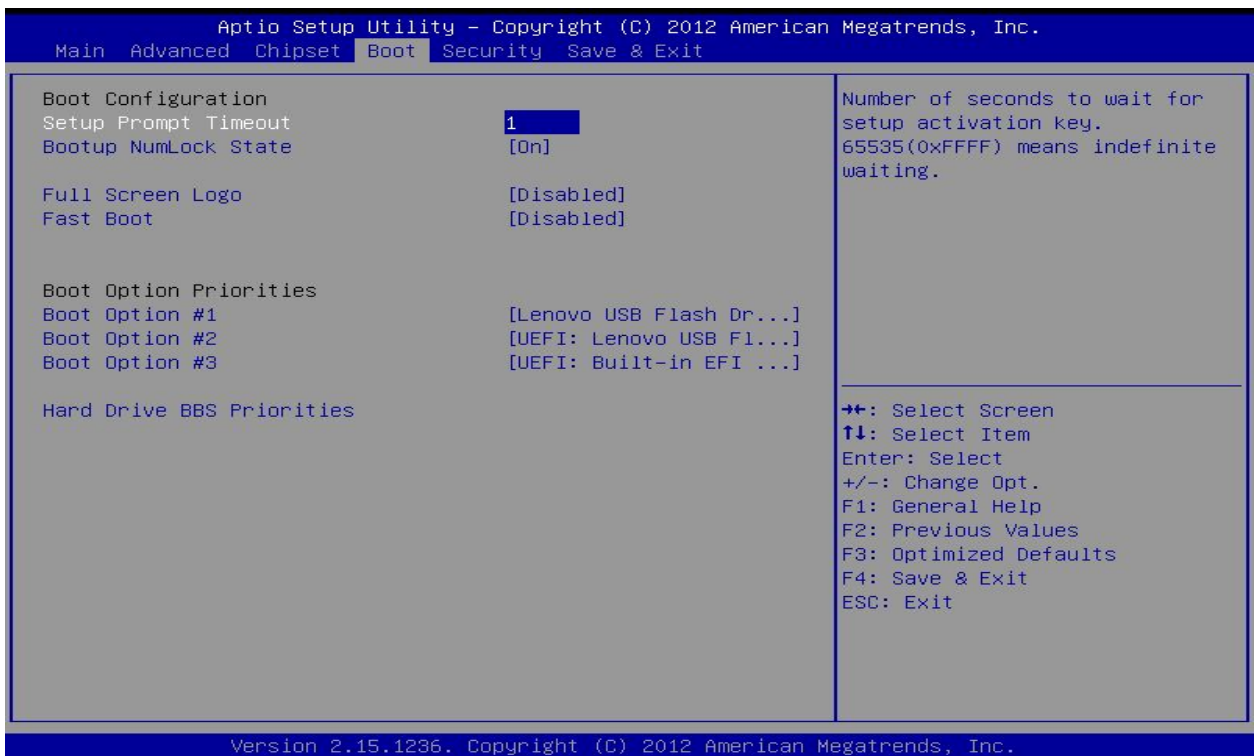 Aptio Setup Utility – Copyright (C) 2012 American Megatrends, Inc.
Main Advanced Chipset Boot Security Save & Exit
Boot Configuration
Setup Prompt Timeout 1
Bootup NumLock State [On]
Full Screen Logo [Disabled]
Fast Boot [Disabled]
Boot Option Priorities
Boot Option #1 [Lenovo USB Flash Dr...]
Boot Option #2 [UEFI: Lenovo USB Fl...]
Boot Option #3 [UEFI: Built-in EFI ...]
Hard Drive BBS Priorities
Number of seconds to wait for
setup activation key.
65535(0xFFFF) means indefinite
waiting.
→←: Select Screen
↑↓: Select Item
Enter: Select
+/-: Change Opt.
F1: General Help
F2: Previous Values
F3: Optimized Defaults
F4: Save & Exit
ESC: Exit
Version 2.15.1236. Copyright (C) 2012 American Megatrends, Inc.